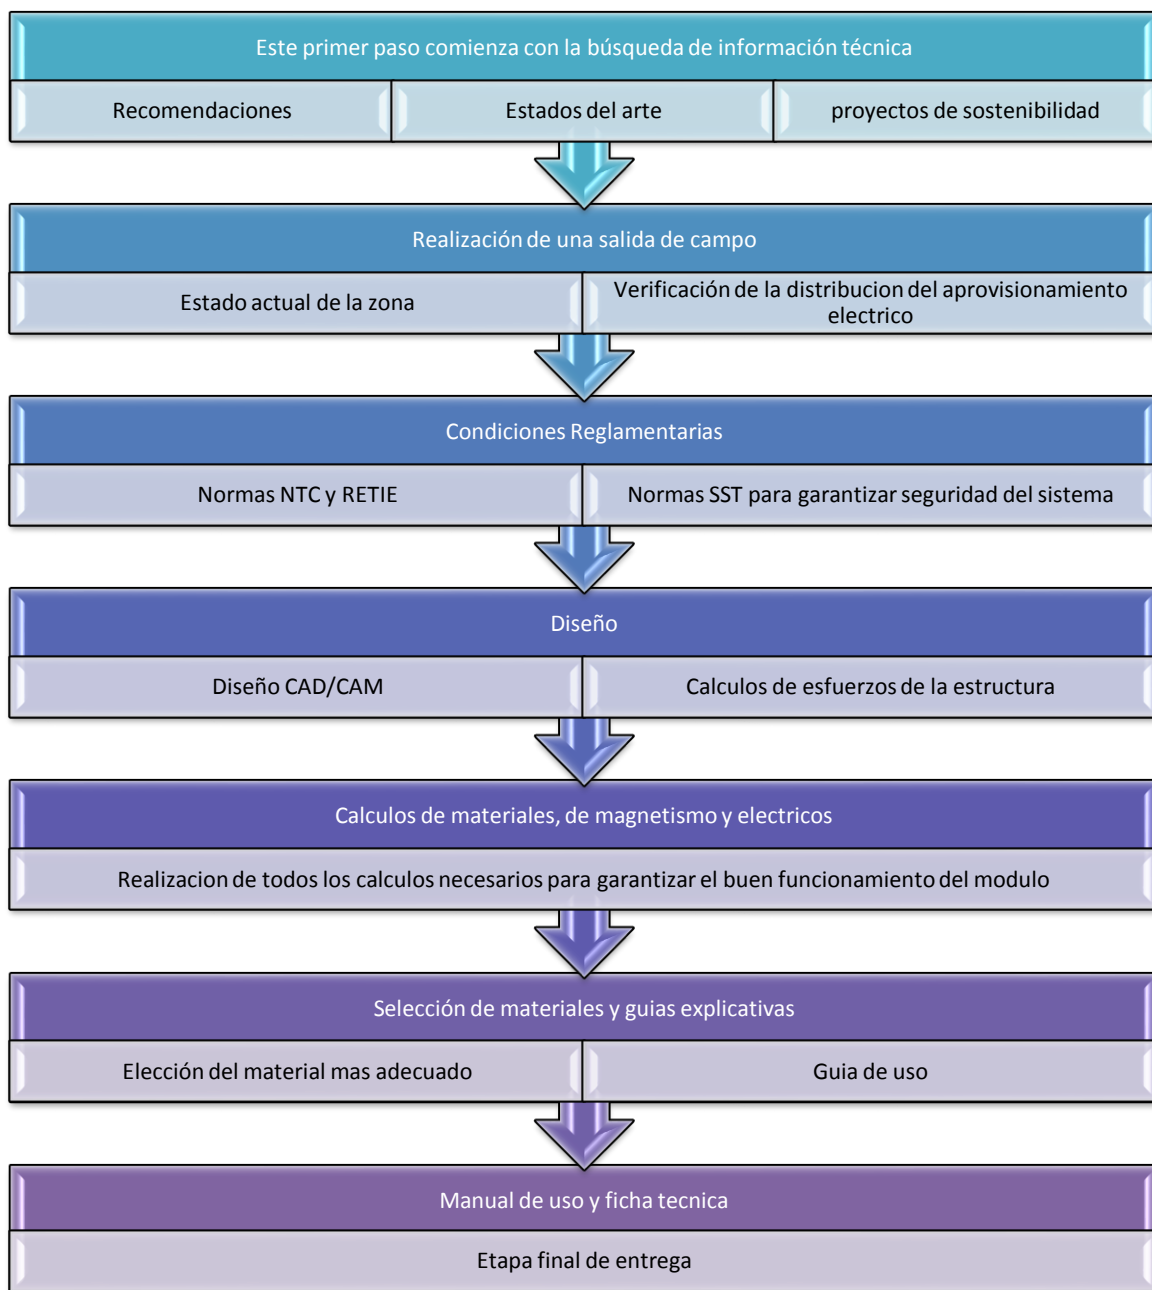 Este primer paso comienza con la búsqueda de información técnica
Recomendaciones
Estados del arte
proyectos de sostenibilidad
Realización de una salida de campo
Estado actual de la zona
Verificación de la distribucion del aprovisionamiento
electrico
Condiciones Reglamentarias
Normas NTC y RETIE
Normas SST para garantizar seguridad del sistema
Diseño
Diseño CAD/CAM
Calculos de esfuerzos de la estructura
Calculos de materiales, de magnetismo y electricos
Realizacion de todos los calculos necesarios para garantizar el buen funcionamiento del modulo
Selección de materiales y guias explicativas
Elección del material mas adecuado
Guia de uso
Manual de uso y ficha tecnica
Etapa final de entrega